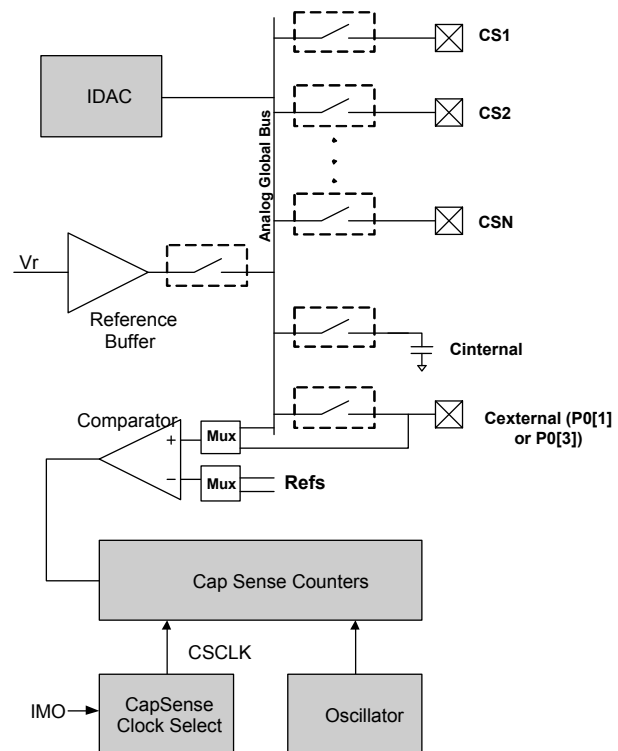 CS1
IDAC
CS2
Analog Global Bus
CSN
Vr
Reference
Buffer
Cinternal
Comparator
+
Mux
Cexternal (P0[1]
or P0[3])
−
Mux
Refs
Cap Sense Counters
CSCLK
IMO
CapSense
Clock Select
Oscillator